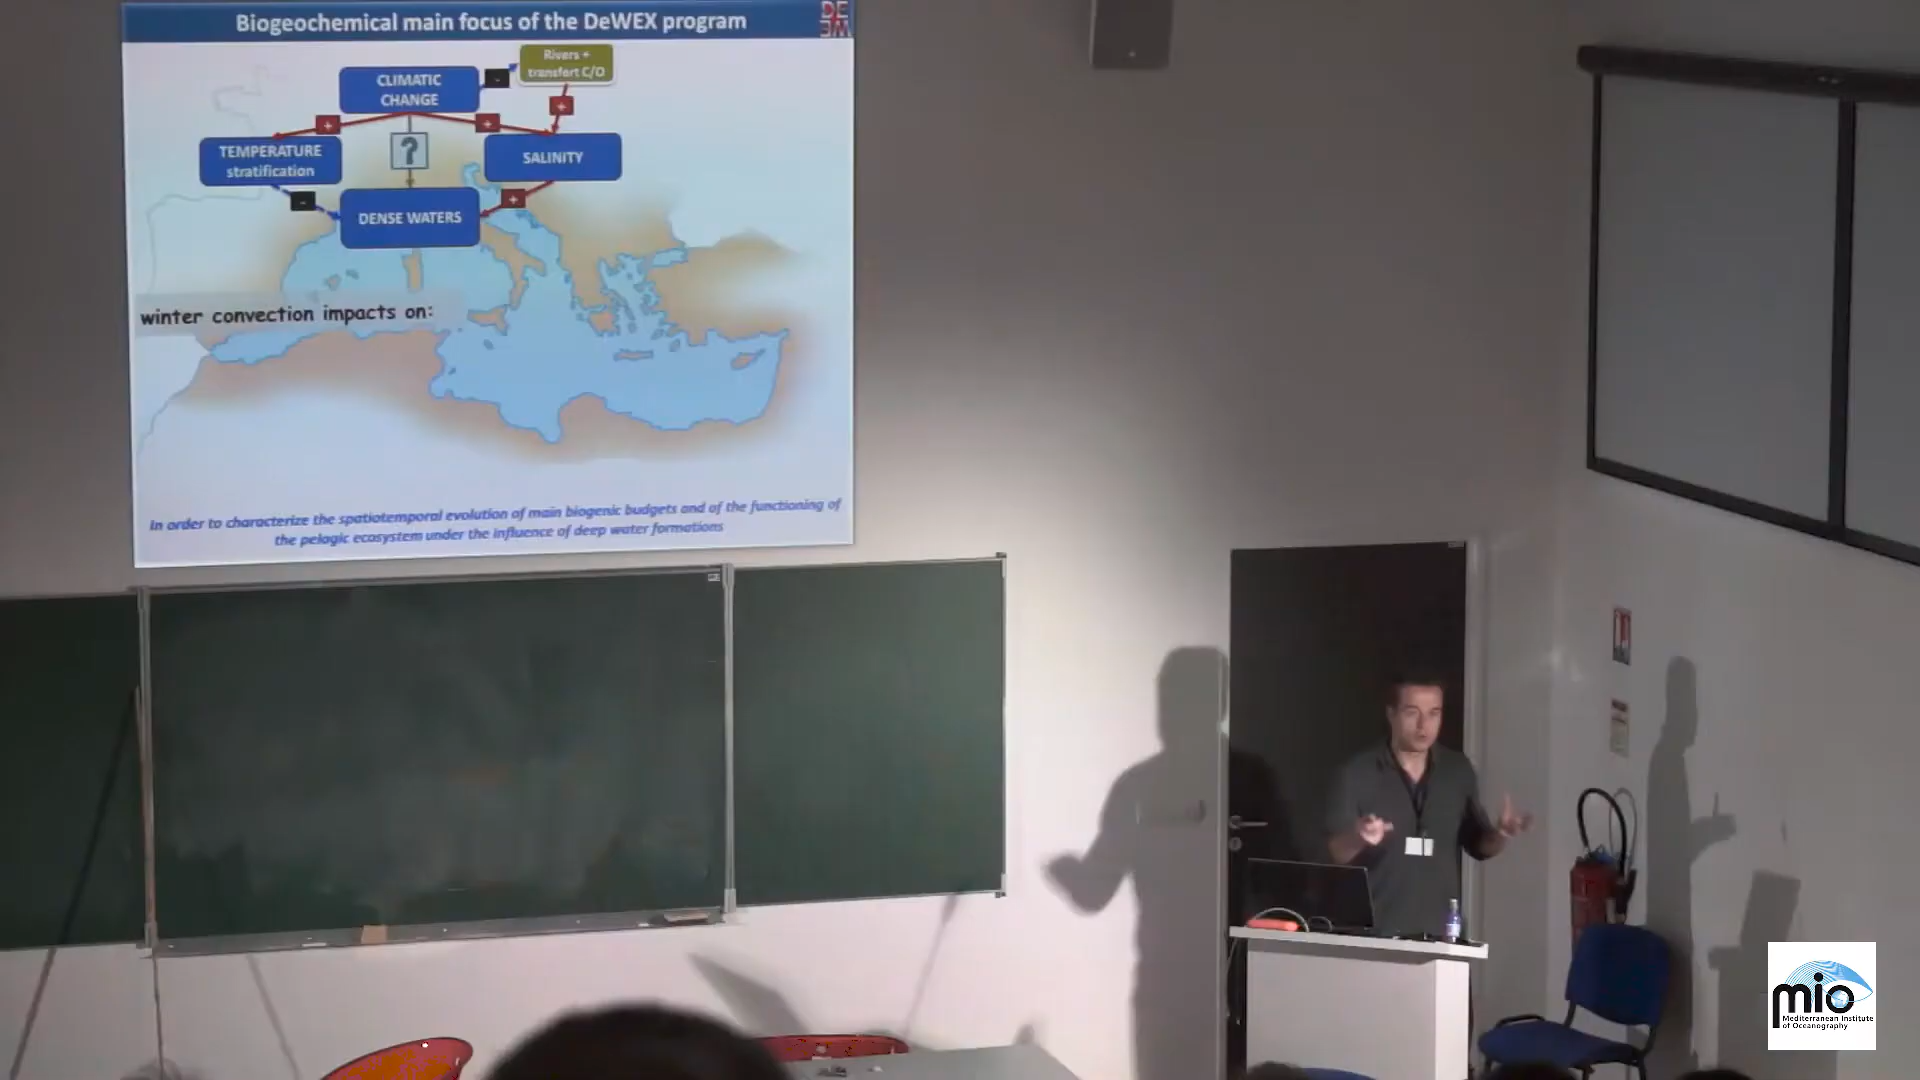 Biogeochemical main focus of the DeWEX program
DE
Rivers +
transfert C/O
CLIMATIC
CHANGE
-
+
+
+
TEMPERATURE
stratification
?
SALINITY
-
+
DENSE WATERS
winter convection impacts on:
In order to characterize the spatiotemporal evolution of main biogenic budgets and of the functioning of
the pelagic ecosystem under the influence of deep water formations
mio
Mediterranean Institute
of Oceanography